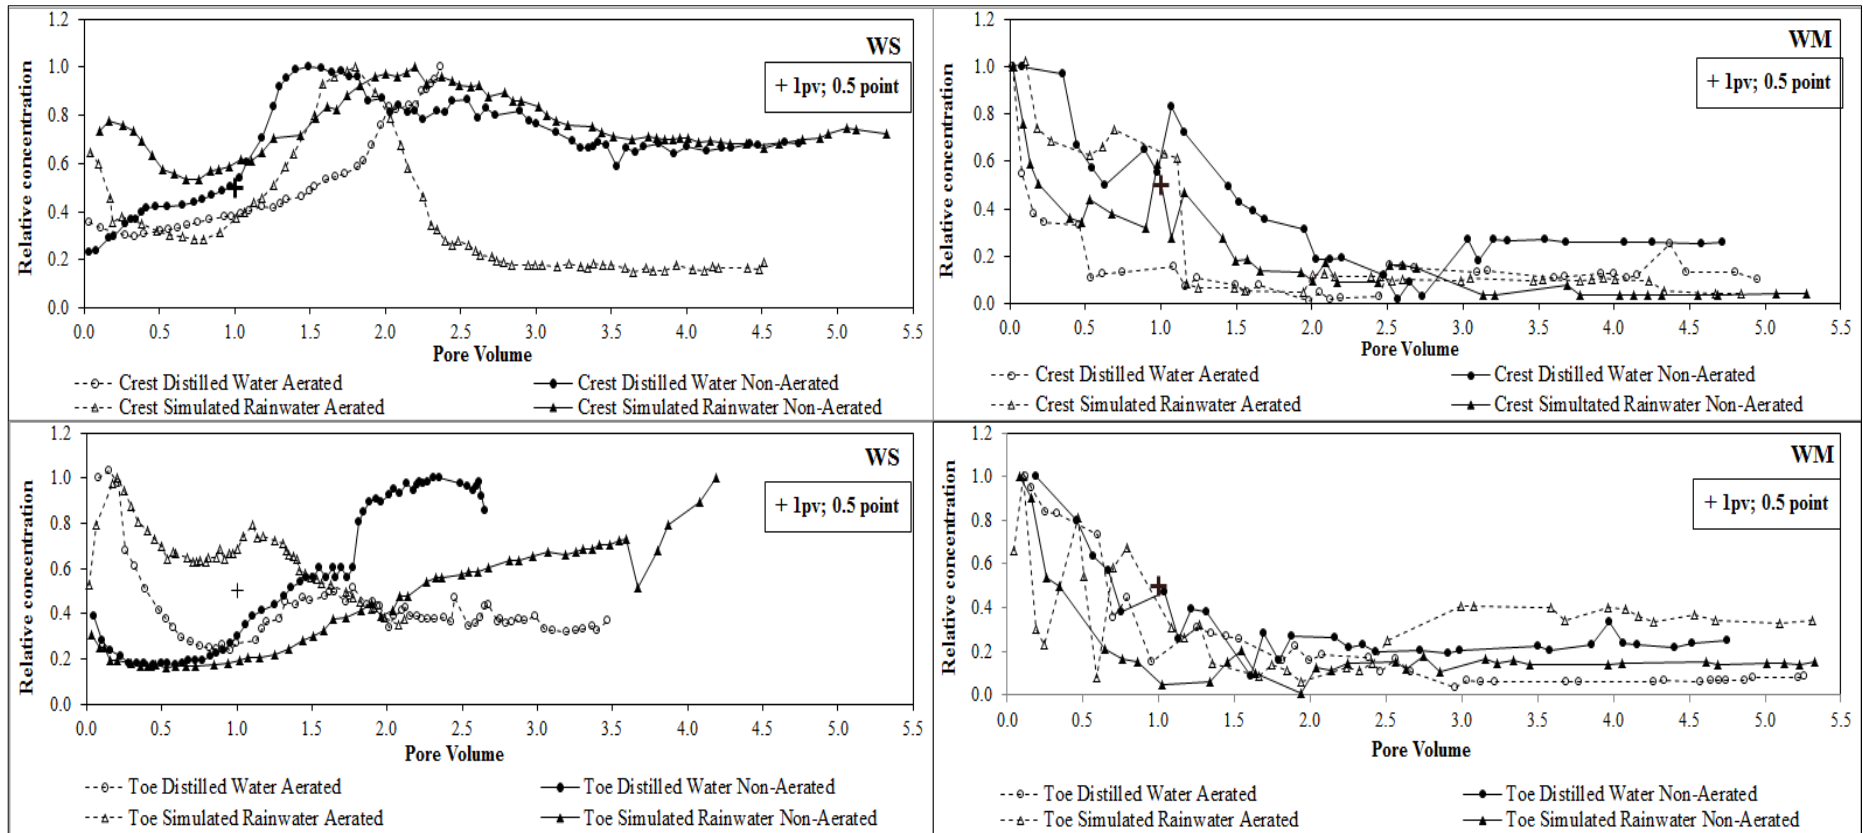 1.2
1.0
0.8
0.6
0.4
0.2
0.0
Relative concentration
WS
+ 1pv; 0.5 point
0.0 0.5 1.0 1.5 2.0 2.5 3.0 3.5 4.0 4.5 5.0 5.5
Pore Volume
Crest Distilled Water Aerated
Crest Distilled Water Non-Aerated
Crest Simulated Rainwater Aerated
Crest Simulated Rainwater Non-Aerated
1.2
1.0
0.8
0.6
0.4
0.2
0.0
Relative concentration
WM
+ 1pv; 0.5 point
0.0 0.5 1.0 1.5 2.0 2.5 3.0 3.5 4.0 4.5 5.0 5.5
Pore Volume
Crest Distilled Water Aerated
Crest Distilled Water Non-Aerated
Crest Simulated Rainwater Aerated
Crest Simultated Rainwater Non-Aerated
1.2
1.0
0.8
0.6
0.4
0.2
0.0
Relative concentration
WS
+ 1pv; 0.5 point
0.0 0.5 1.0 1.5 2.0 2.5 3.0 3.5 4.0 4.5 5.0 5.5
Pore Volume
Toe Distilled Water Aerated
Toe Distilled Water Non-Aerated
Toe Simulated Rainwater Aerated
Toe Simulated Rainwater Non-Aerated
1.2
1.0
0.8
0.6
0.4
0.2
0.0
Relative concentration
WM
+ 1pv; 0.5 point
0.0 0.5 1.0 1.5 2.0 2.5 3.0 3.5 4.0 4.5 5.0 5.5
Pore Volume
Toe Distilled Water Aerated
Toe Distilled Water Non-Aerated
Toe Simulated Rainwater Aerated
Toe Simulated Rainwater Non-Aerated